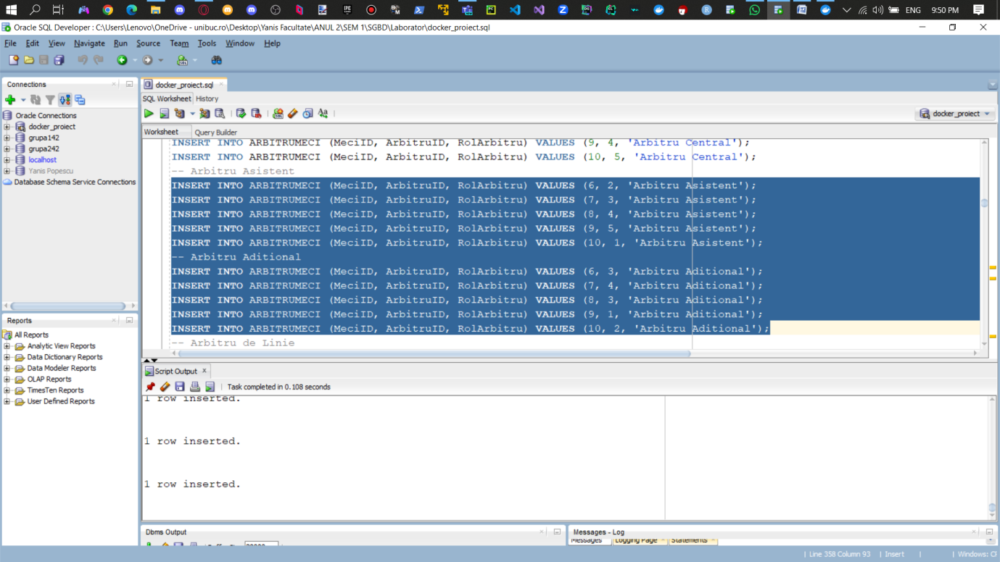 ENG
9:50 PM
Oracle SQL Developer : C:\Users\Lenovo\OneDrive - unibuc.ro\Desktop\Yanis Facultate\ANUL 2\SEM 1\SGBD\Laborator\docker_proiect.sql
File Edit View Navigate Run Source Team Tools Window Help
Connections
Oracle Connections
docker_proiect
grupa142
grupa242
localhost
Yanis Popescu
Database Schema Service Connections
Reports
All Reports
Analytic View Reports
Data Dictionary Reports
Data Modeler Reports
OLAP Reports
TimesTen Reports
User Defined Reports
docker_proiect.sql
SQL Worksheet History
docker_proiect
Worksheet Query Builder
INSERT INTO ARBITRUMECI (MeciID, ArbitruID, RolArbitru) VALUES (9, 4, 'Arbitru Central');
INSERT INTO ARBITRUMECI (MeciID, ArbitruID, RolArbitru) VALUES (10, 5, 'Arbitru Central');
-- Arbitru Asistent
INSERT INTO ARBITRUMECI (MeciID, ArbitruID, RolArbitru) VALUES (6, 2, 'Arbitru Asistent');
INSERT INTO ARBITRUMECI (MeciID, ArbitruID, RolArbitru) VALUES (7, 3, 'Arbitru Asistent');
INSERT INTO ARBITRUMECI (MeciID, ArbitruID, RolArbitru) VALUES (8, 4, 'Arbitru Asistent');
INSERT INTO ARBITRUMECI (MeciID, ArbitruID, RolArbitru) VALUES (9, 5, 'Arbitru Asistent');
INSERT INTO ARBITRUMECI (MeciID, ArbitruID, RolArbitru) VALUES (10, 1, 'Arbitru Asistent');
-- Arbitru Aditional
INSERT INTO ARBITRUMECI (MeciID, ArbitruID, RolArbitru) VALUES (6, 3, 'Arbitru Aditional');
INSERT INTO ARBITRUMECI (MeciID, ArbitruID, RolArbitru) VALUES (7, 4, 'Arbitru Aditional');
INSERT INTO ARBITRUMECI (MeciID, ArbitruID, RolArbitru) VALUES (8, 3, 'Arbitru Aditional');
INSERT INTO ARBITRUMECI (MeciID, ArbitruID, RolArbitru) VALUES (9, 1, 'Arbitru Aditional');
INSERT INTO ARBITRUMECI (MeciID, ArbitruID, RolArbitru) VALUES (10, 2, 'Arbitru Aditional');
-- Arbitru de Linie
Script Output
Task completed in 0.108 seconds
1 row inserted.
1 row inserted.
1 row inserted.
Dbms Output
Messages - Log
Messages Logging Page Statements
Line 358 Column 93 Insert Windows: